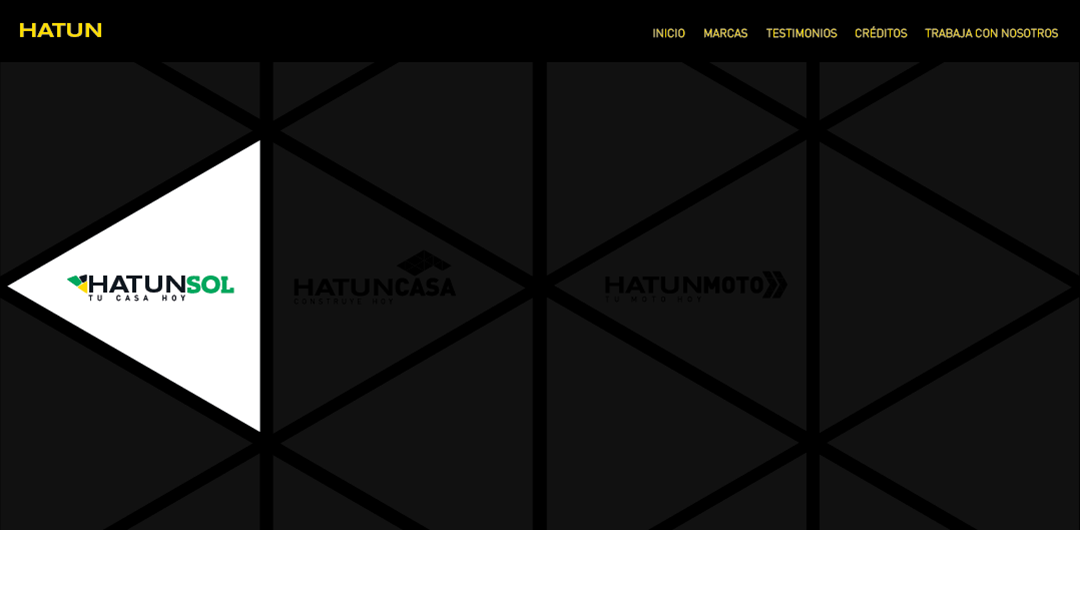 HATUN
INICIO MARCAS TESTIMONIOS CRÉDITOS TRABAJA CON NOSOTROS
HATUNSOL
TU CASA HOY
HATUNCASA
CONSTRUYE HOY
HATUNMOTO
TU MOTO HOY